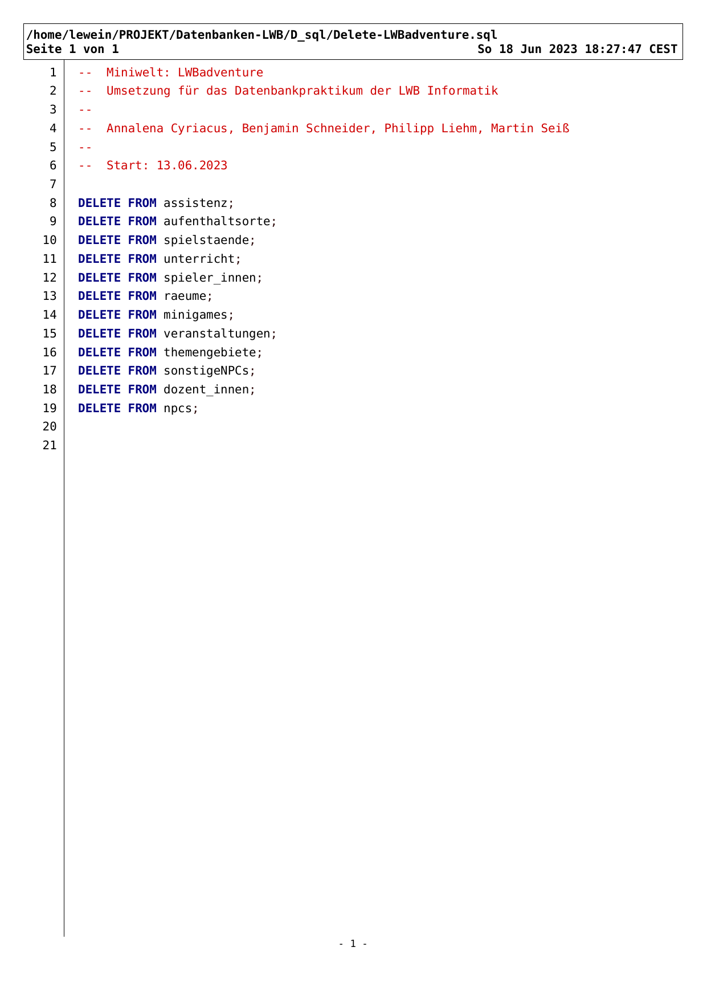 /home/lewein/PROJEKT/Datenbanken-LWB/D_sql/Delete-LWBadventure.sql
Seite 1 von 1 So 18 Jun 2023 18:27:47 CEST
1 -- Miniwelt: LWBadventure
2 -- Umsetzung für das Datenbankpraktikum der LWB Informatik
3 --
4 -- Annalena Cyriacus, Benjamin Schneider, Philipp Liehm, Martin Seiß
5 --
6 -- Start: 13.06.2023
7
8 DELETE FROM assistenz;
9 DELETE FROM aufenthaltsorte;
10 DELETE FROM spielstaende;
11 DELETE FROM unterricht;
12 DELETE FROM spieler_innen;
13 DELETE FROM raeume;
14 DELETE FROM minigames;
15 DELETE FROM veranstaltungen;
16 DELETE FROM themengebiete;
17 DELETE FROM sonstigeNPCs;
18 DELETE FROM dozent_innen;
19 DELETE FROM npcs;
20
21
- 1 -